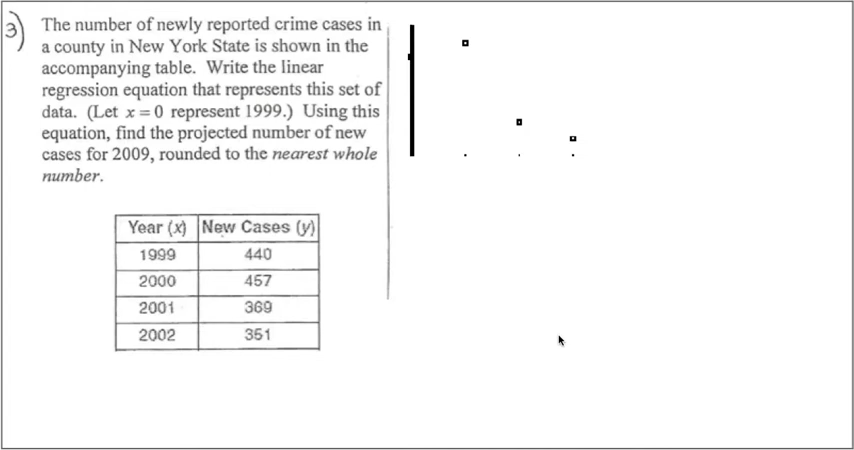 3)
The number of newly reported crime cases in
a county in New York State is shown in the
accompanying table. Write the linear
regression equation that represents this set of
data. (Let x = 0 represent 1999.) Using this
equation, find the projected number of new
cases for 2009, rounded to the nearest whole
number.
Year (x) New Cases (y)
1999 440
2000 457
2001 369
2002 351